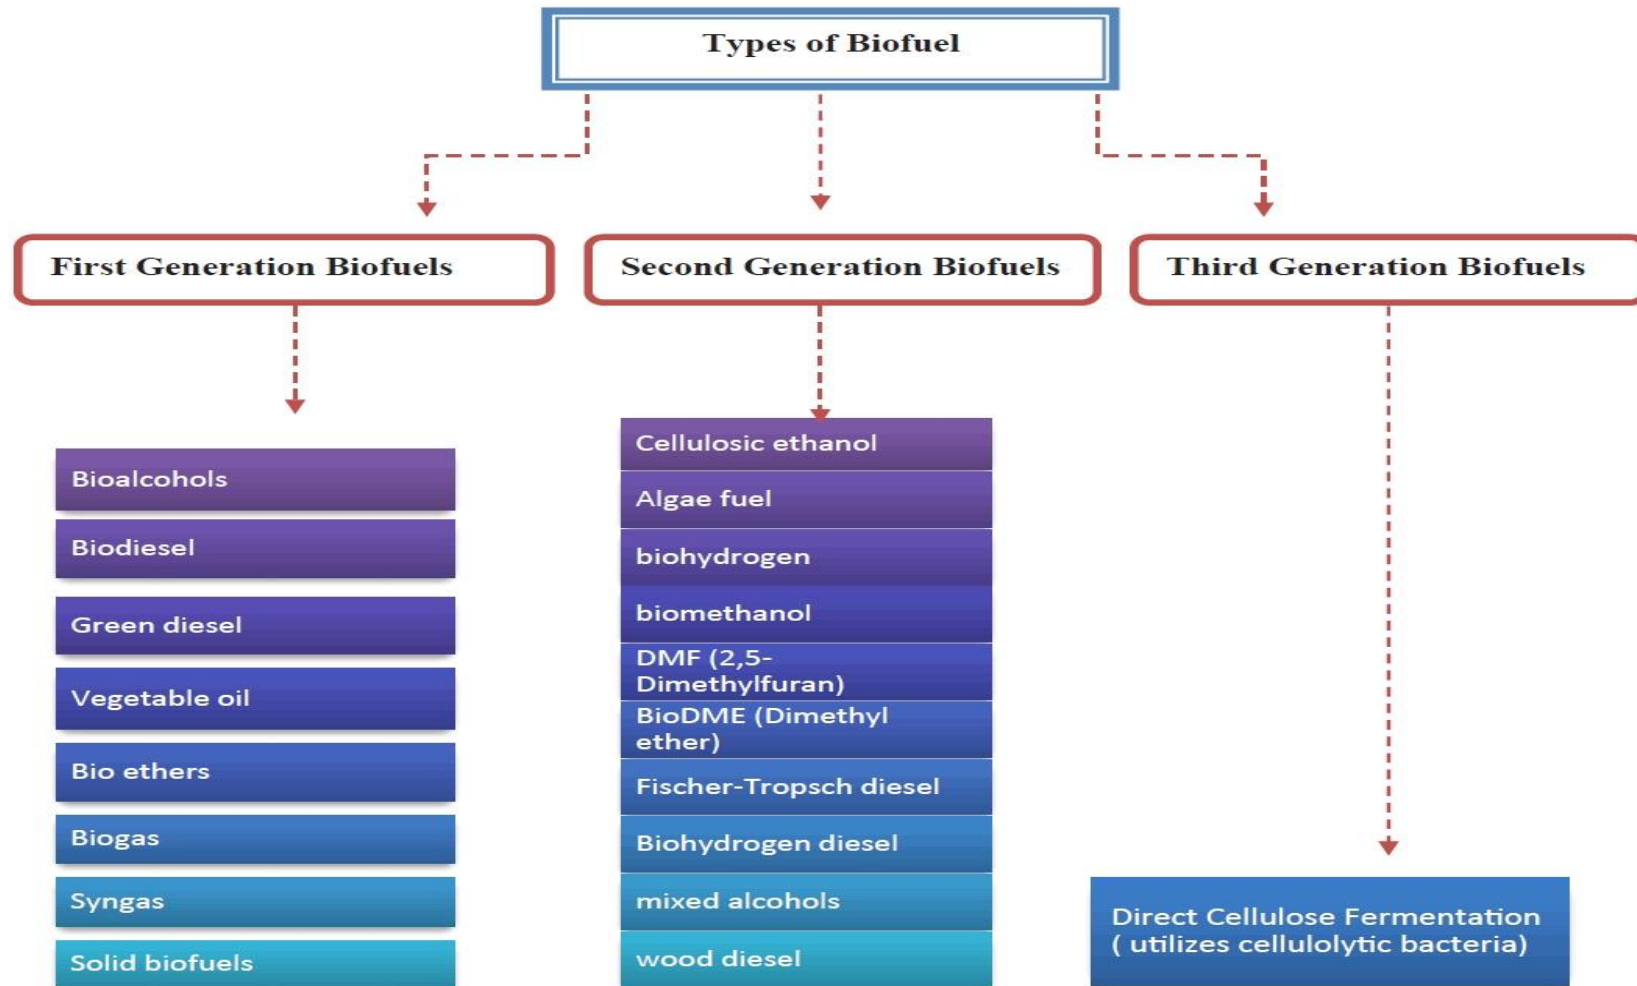 Types of Biofuel
First Generation Biofuels
Second Generation Biofuels
Third Generation Biofuels
Bioalcohols
Biodiesel
Green diesel
Vegetable oil
Bio ethers
Biogas
Syngas
Solid biofuels
Cellulosic ethanol
Algae fuel
biohydrogen
biomethanol
DMF (2,5-
Dimethylfuran)
BioDME (Dimethyl
ether)
Fischer-Tropsch diesel
Biohydrogen diesel
mixed alcohols
wood diesel
Direct Cellulose Fermentation
( utilizes cellulolytic bacteria)